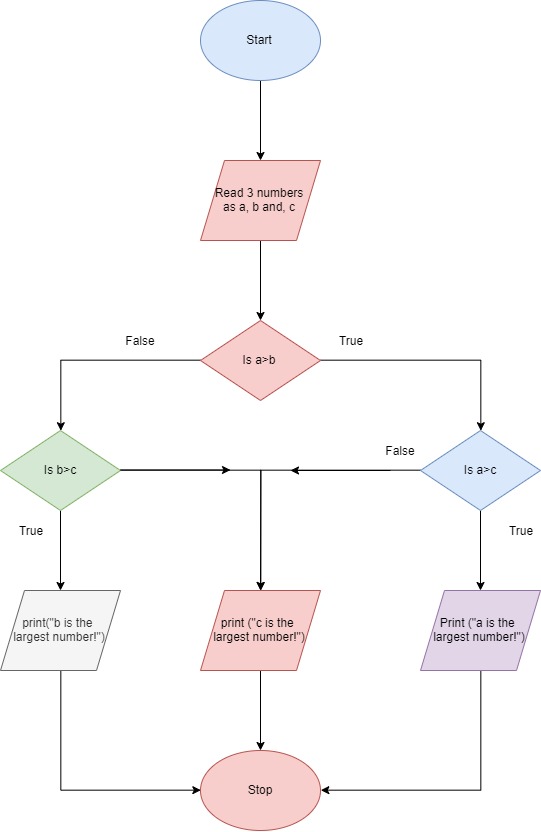 Start
Read 3 numbers
as a, b and, c
Is a>b
False
True
Is b>c
False
Is a>c
True
True
print("b is the
largest number!")
print ("c is the
largest number!")
Print ("a is the
largest number!")
Stop